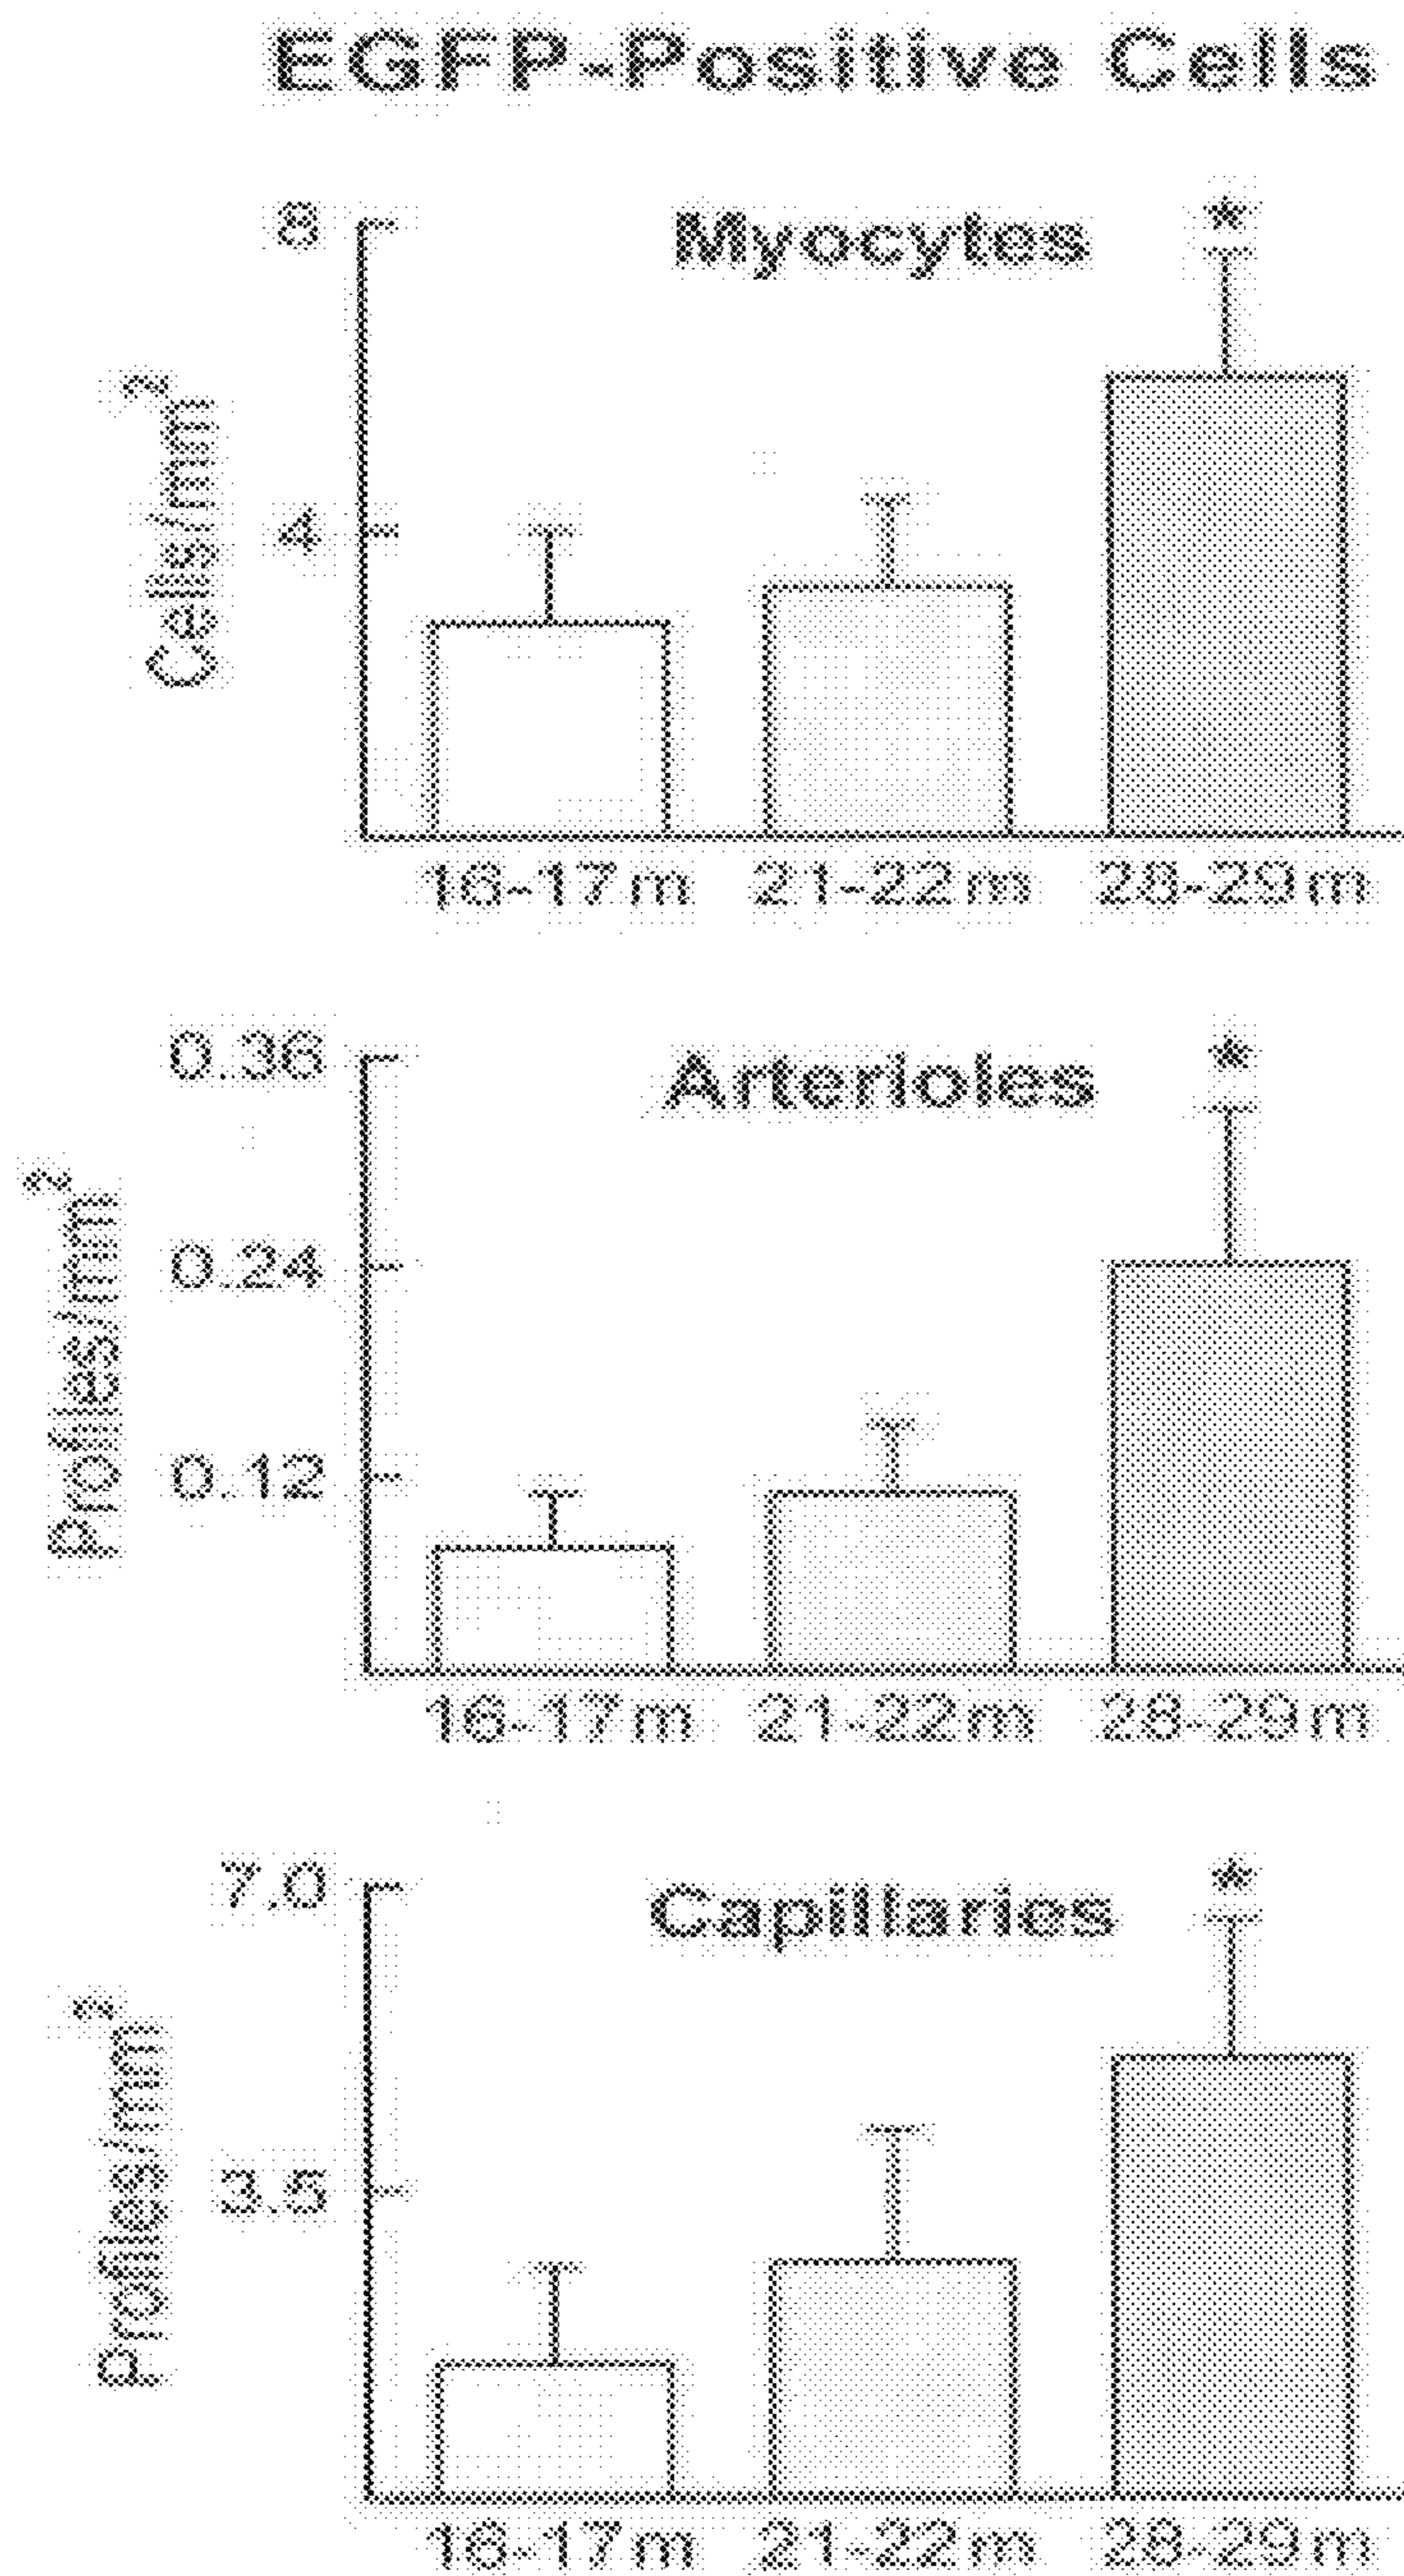 EGFP-Positive Cells
Myocytes
*
8
4
Cells/mm²
16-17m 21-22m 28-29m
Arterioles
*
0.36
0.24
0.12
Profiles/mm²
16-17m 21-22m 28-29m
Capillaries
*
7.0
3.5
Profiles/mm²
16-17m 21-22m 28-29m